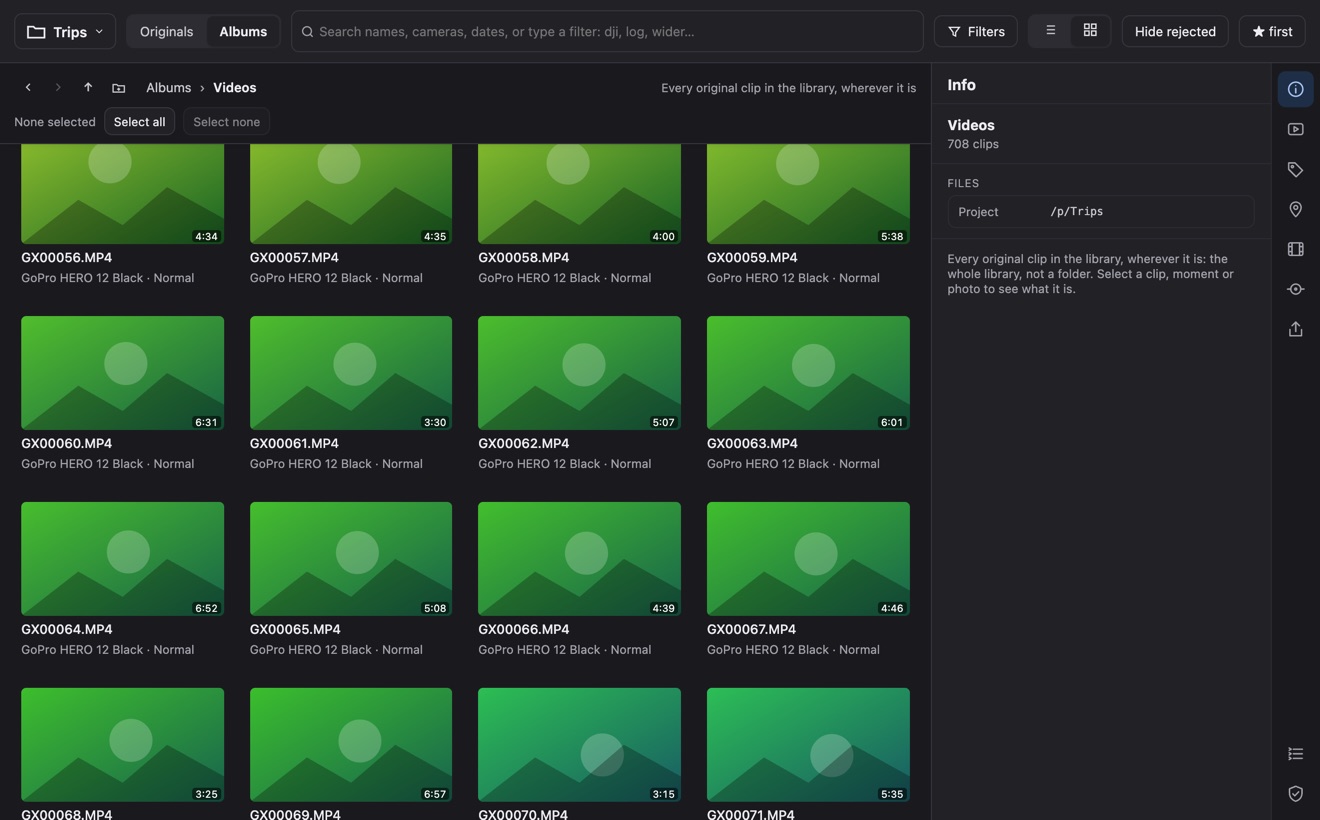 Trips
Originals
Albums
Search names, cameras, dates, or type a filter: dji, log, wider...
Filters
Hide rejected
★ first
Albums › Videos
Every original clip in the library, wherever it is
None selected
Select all
Select none
4:34
4:35
4:00
5:38
GX00056.MP4
GX00057.MP4
GX00058.MP4
GX00059.MP4
GoPro HERO 12 Black · Normal
GoPro HERO 12 Black · Normal
GoPro HERO 12 Black · Normal
GoPro HERO 12 Black · Normal
6:31
3:30
5:07
6:01
GX00060.MP4
GX00061.MP4
GX00062.MP4
GX00063.MP4
GoPro HERO 12 Black · Normal
GoPro HERO 12 Black · Normal
GoPro HERO 12 Black · Normal
GoPro HERO 12 Black · Normal
6:52
5:08
4:39
4:46
GX00064.MP4
GX00065.MP4
GX00066.MP4
GX00067.MP4
GoPro HERO 12 Black · Normal
GoPro HERO 12 Black · Normal
GoPro HERO 12 Black · Normal
GoPro HERO 12 Black · Normal
3:25
6:57
3:15
5:35
GX00068.MP4
GX00069.MP4
GX00070.MP4
GX00071.MP4
Info
Videos
708 clips
FILES
Project /p/Trips
Every original clip in the library, wherever it is: the
whole library, not a folder. Select a clip, moment or
photo to see what it is.